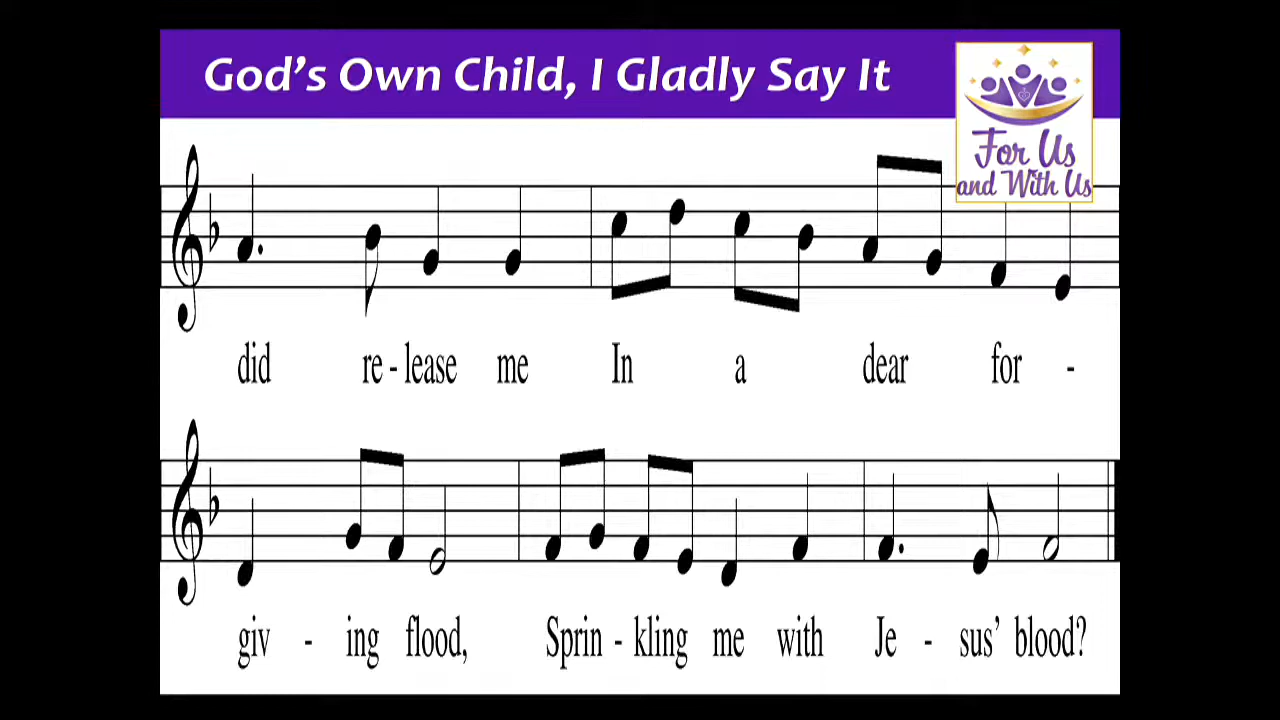 God's Own Child, I Gladly Say It
For Us
and With Us
did re - lease me In a dear for -
giv - ing flood, Sprin - kling me with Je - sus' blood?